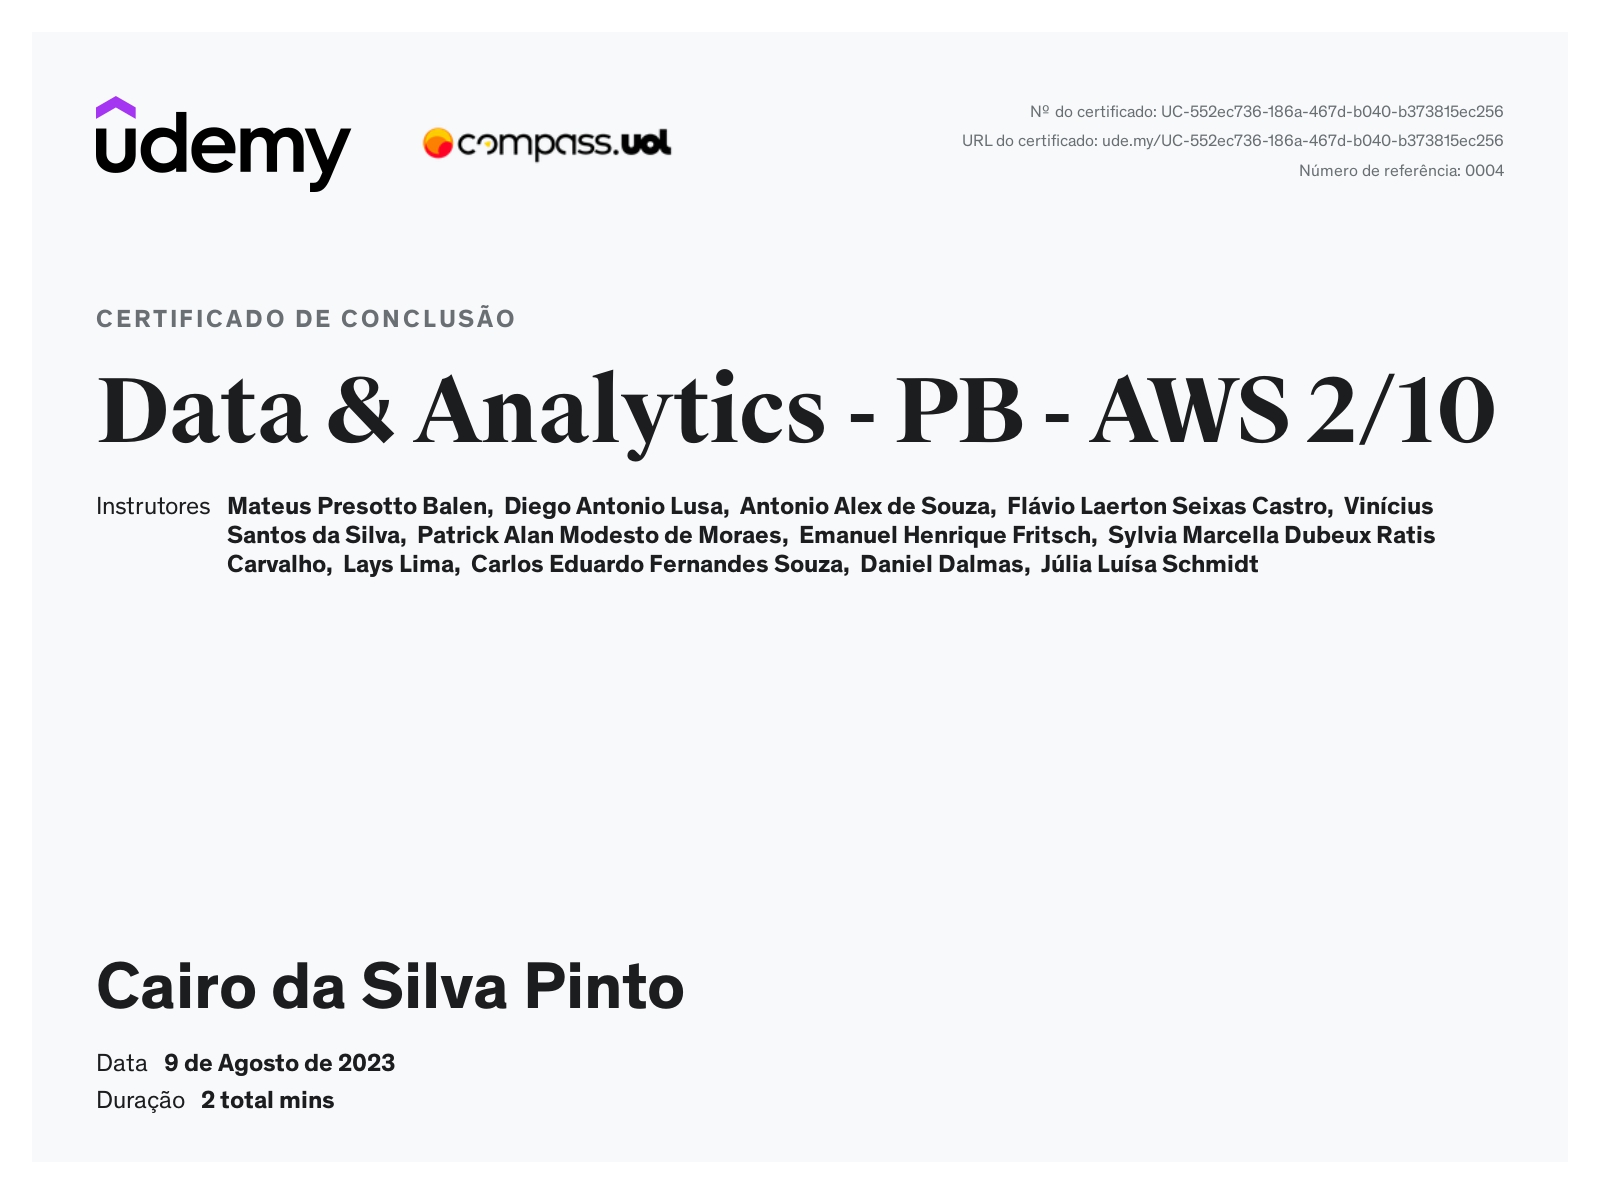 udemy
compass.uol
Nº do certificado: UC-552ec736-186a-467d-b040-b373815ec256
URL do certificado: ude.my/UC-552ec736-186a-467d-b040-b373815ec256
Número de referência: 0004
CERTIFICADO DE CONCLUSÃO
Data & Analytics - PB - AWS 2/10
Instrutores Mateus Presotto Balen, Diego Antonio Lusa, Antonio Alex de Souza, Flávio Laerton Seixas Castro, Vinícius
Santos da Silva, Patrick Alan Modesto de Moraes, Emanuel Henrique Fritsch, Sylvia Marcella Dubeux Ratis
Carvalho, Lays Lima, Carlos Eduardo Fernandes Souza, Daniel Dalmas, Júlia Luísa Schmidt
Cairo da Silva Pinto
Data 9 de Agosto de 2023
Duração 2 total mins